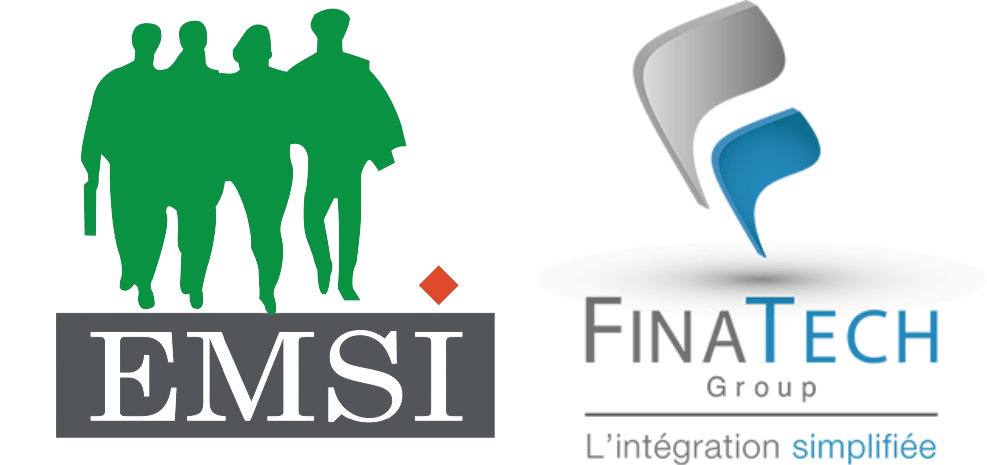 EMSI
FINATECH
Group
L'intégration simplifiée